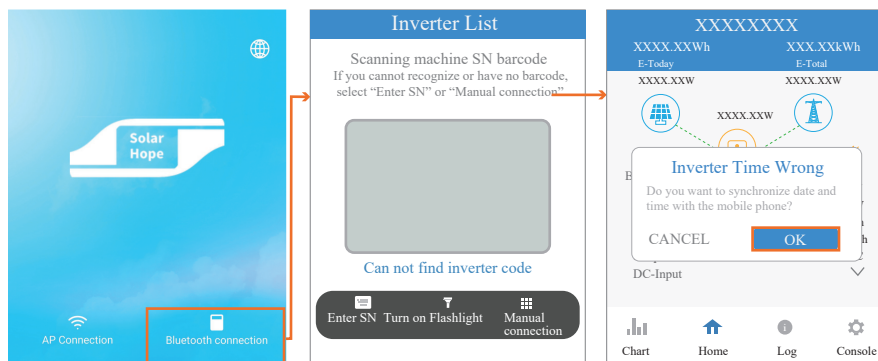 Solar
Hope
AP Connection
Bluetooth connection
Inverter List
Scanning machine SN barcode
If you cannot recognize or have no barcode,
select “Enter SN” or “Manual connection”
Can not find inverter code
Enter SN
Turn on Flashlight
Manual
connection
XXXXXXXX
XXXX.XXWh
XXX.XXkWh
E-Today
E-Total
XXXX.XXW
XXXX.XXW
XXXX.XXW
Inverter Time Wrong
Do you want to synchronize date and
time with the mobile phone?
CANCEL
OK
DC-Input
Chart
Home
Log
Console